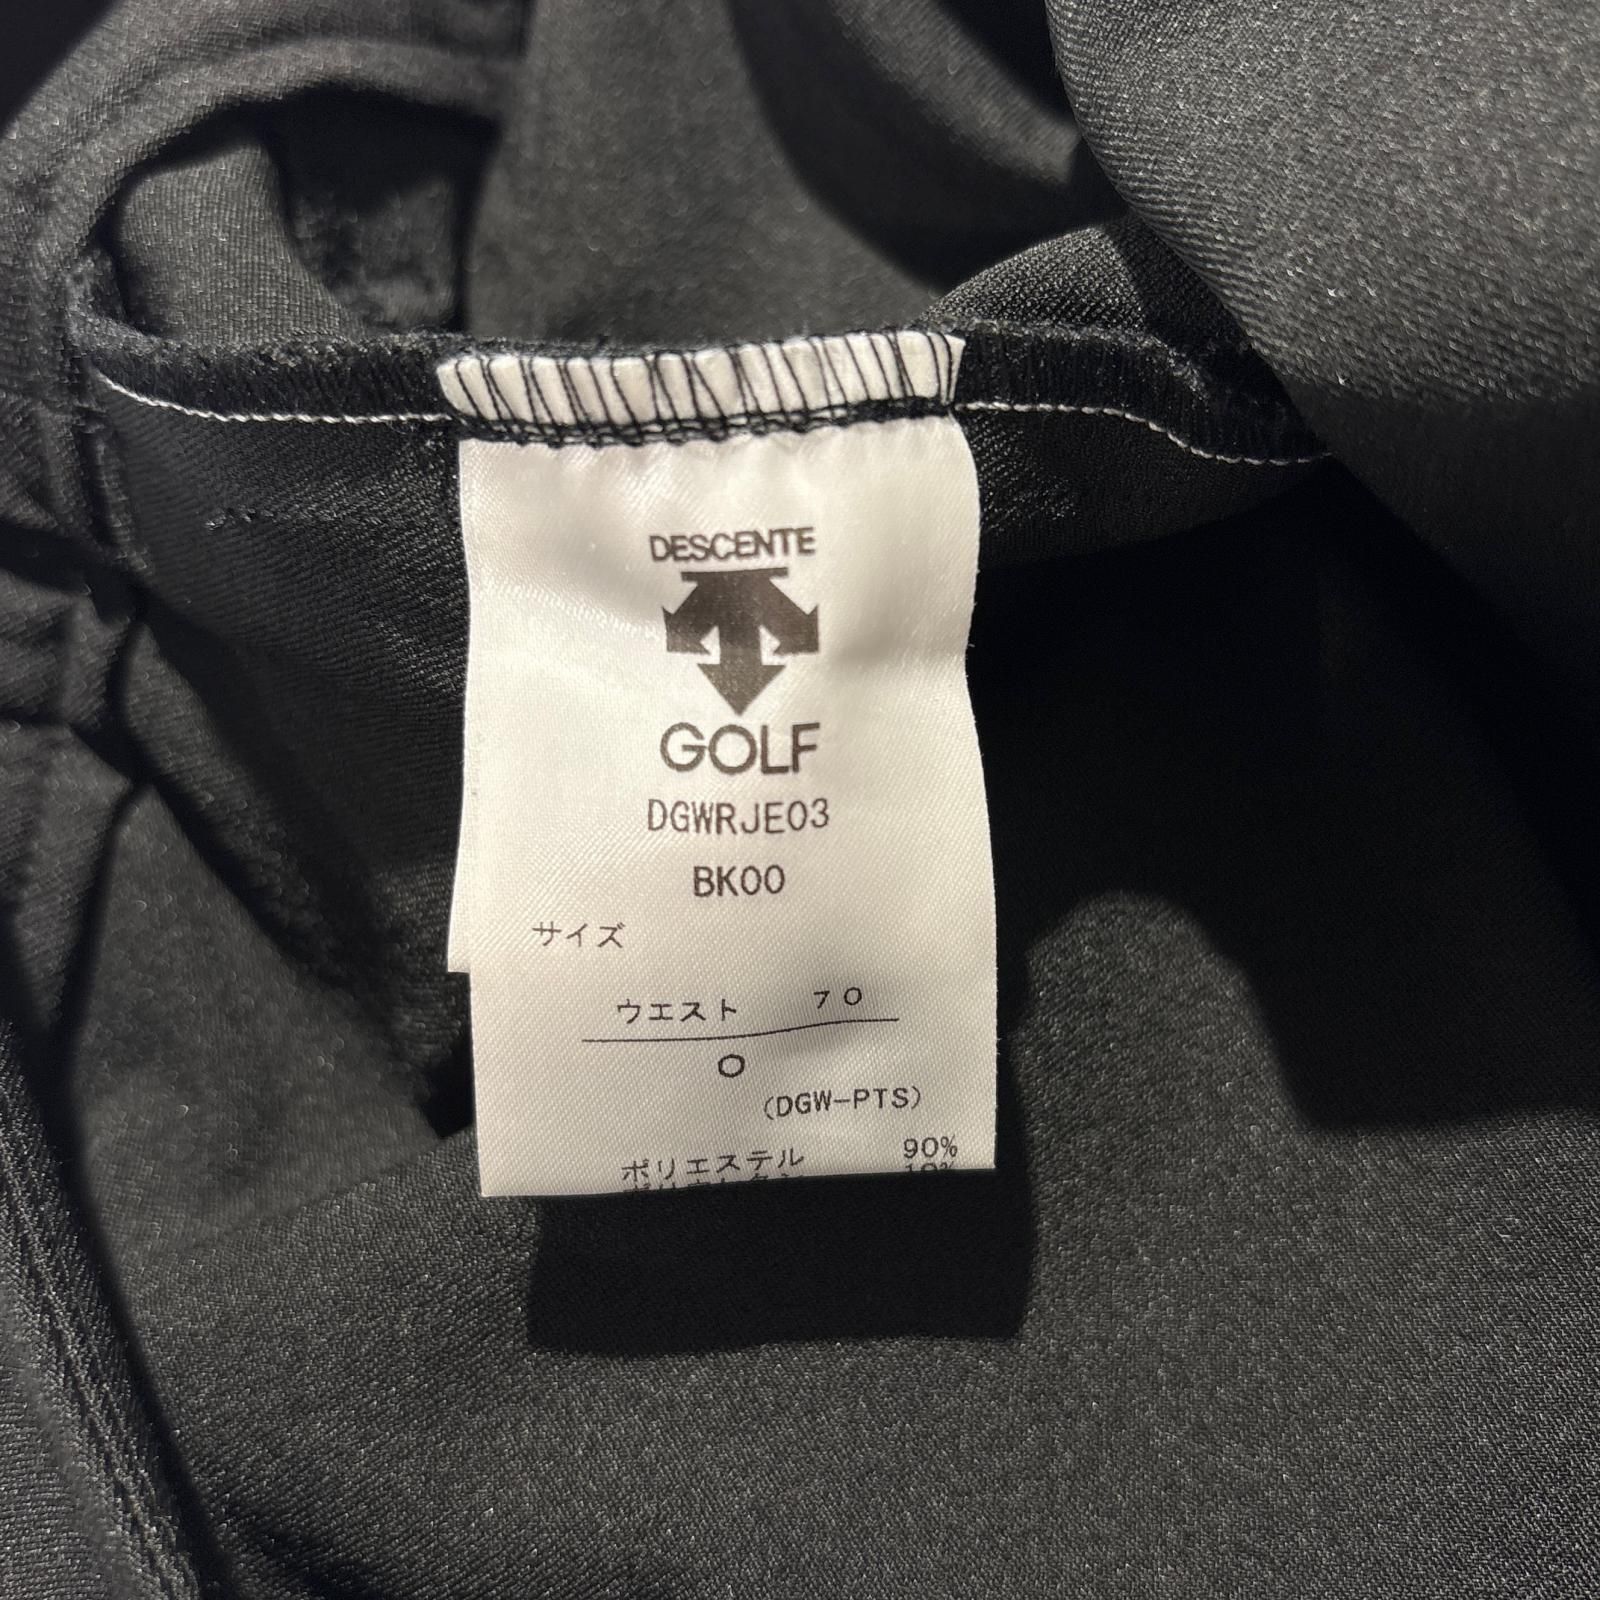 DESCENTE
GOLF
DGWRJE03
BK00
サイズ
ウエスト 70
O
(DGW-PTS)
ポリエステル 90%